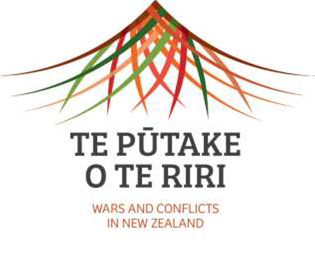 TE PŪTAKE
O TE RIRI
WARS AND CONFLICTS
IN NEW ZEALAND